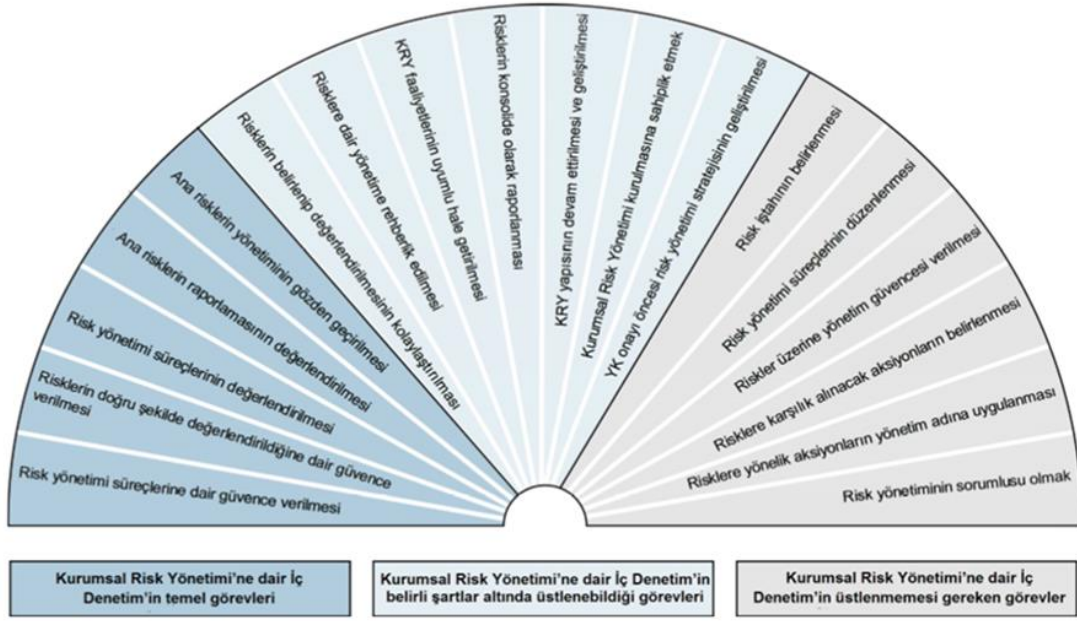 Risk yönetimi süreçlerine dair güvence verilmesi
Risklerin doğru şekilde değerlendirildiğine dair güvence
verilmesi
Risk yönetimi süreçlerinin değerlendirilmesi
Ana risklerin raporlamasının değerlendirilmesi
Ana risklerin yönetiminin gözden geçirilmesi
Risklerin belirlenip değerlendirilmesinin kolaylaştırılması
Risklere dair yönetime rehberlik edilmesi
KRY faaliyetlerinin uyumlu hale getirilmesi
Risklerin konsolide olarak raporlanması
KRY yapısının devam ettirilmesi ve geliştirilmesi
Kurumsal Risk Yönetimi kurulmasına sahiplik etmek
YK onayı öncesi risk yönetimi stratejisinin geliştirilmesi
Risk iştahının belirlenmesi
Risk yönetimi süreçlerinin düzenlenmesi
Riskler üzerine yönetim güvencesi verilmesi
Risklere karşılık alınacak aksiyonların belirlenmesi
Risklere yönelik aksiyonların yönetim adına uygulanması
Risk yönetiminin sorumlusu olmak
Kurumsal Risk Yönetimi'ne dair İç
Denetim'in temel görevleri
Kurumsal Risk Yönetimi'ne dair İç Denetim'in
belirli şartlar altında üstlenebildiği görevleri
Kurumsal Risk Yönetimi'ne dair İç
Denetim'in üstlenmemesi gereken görevler